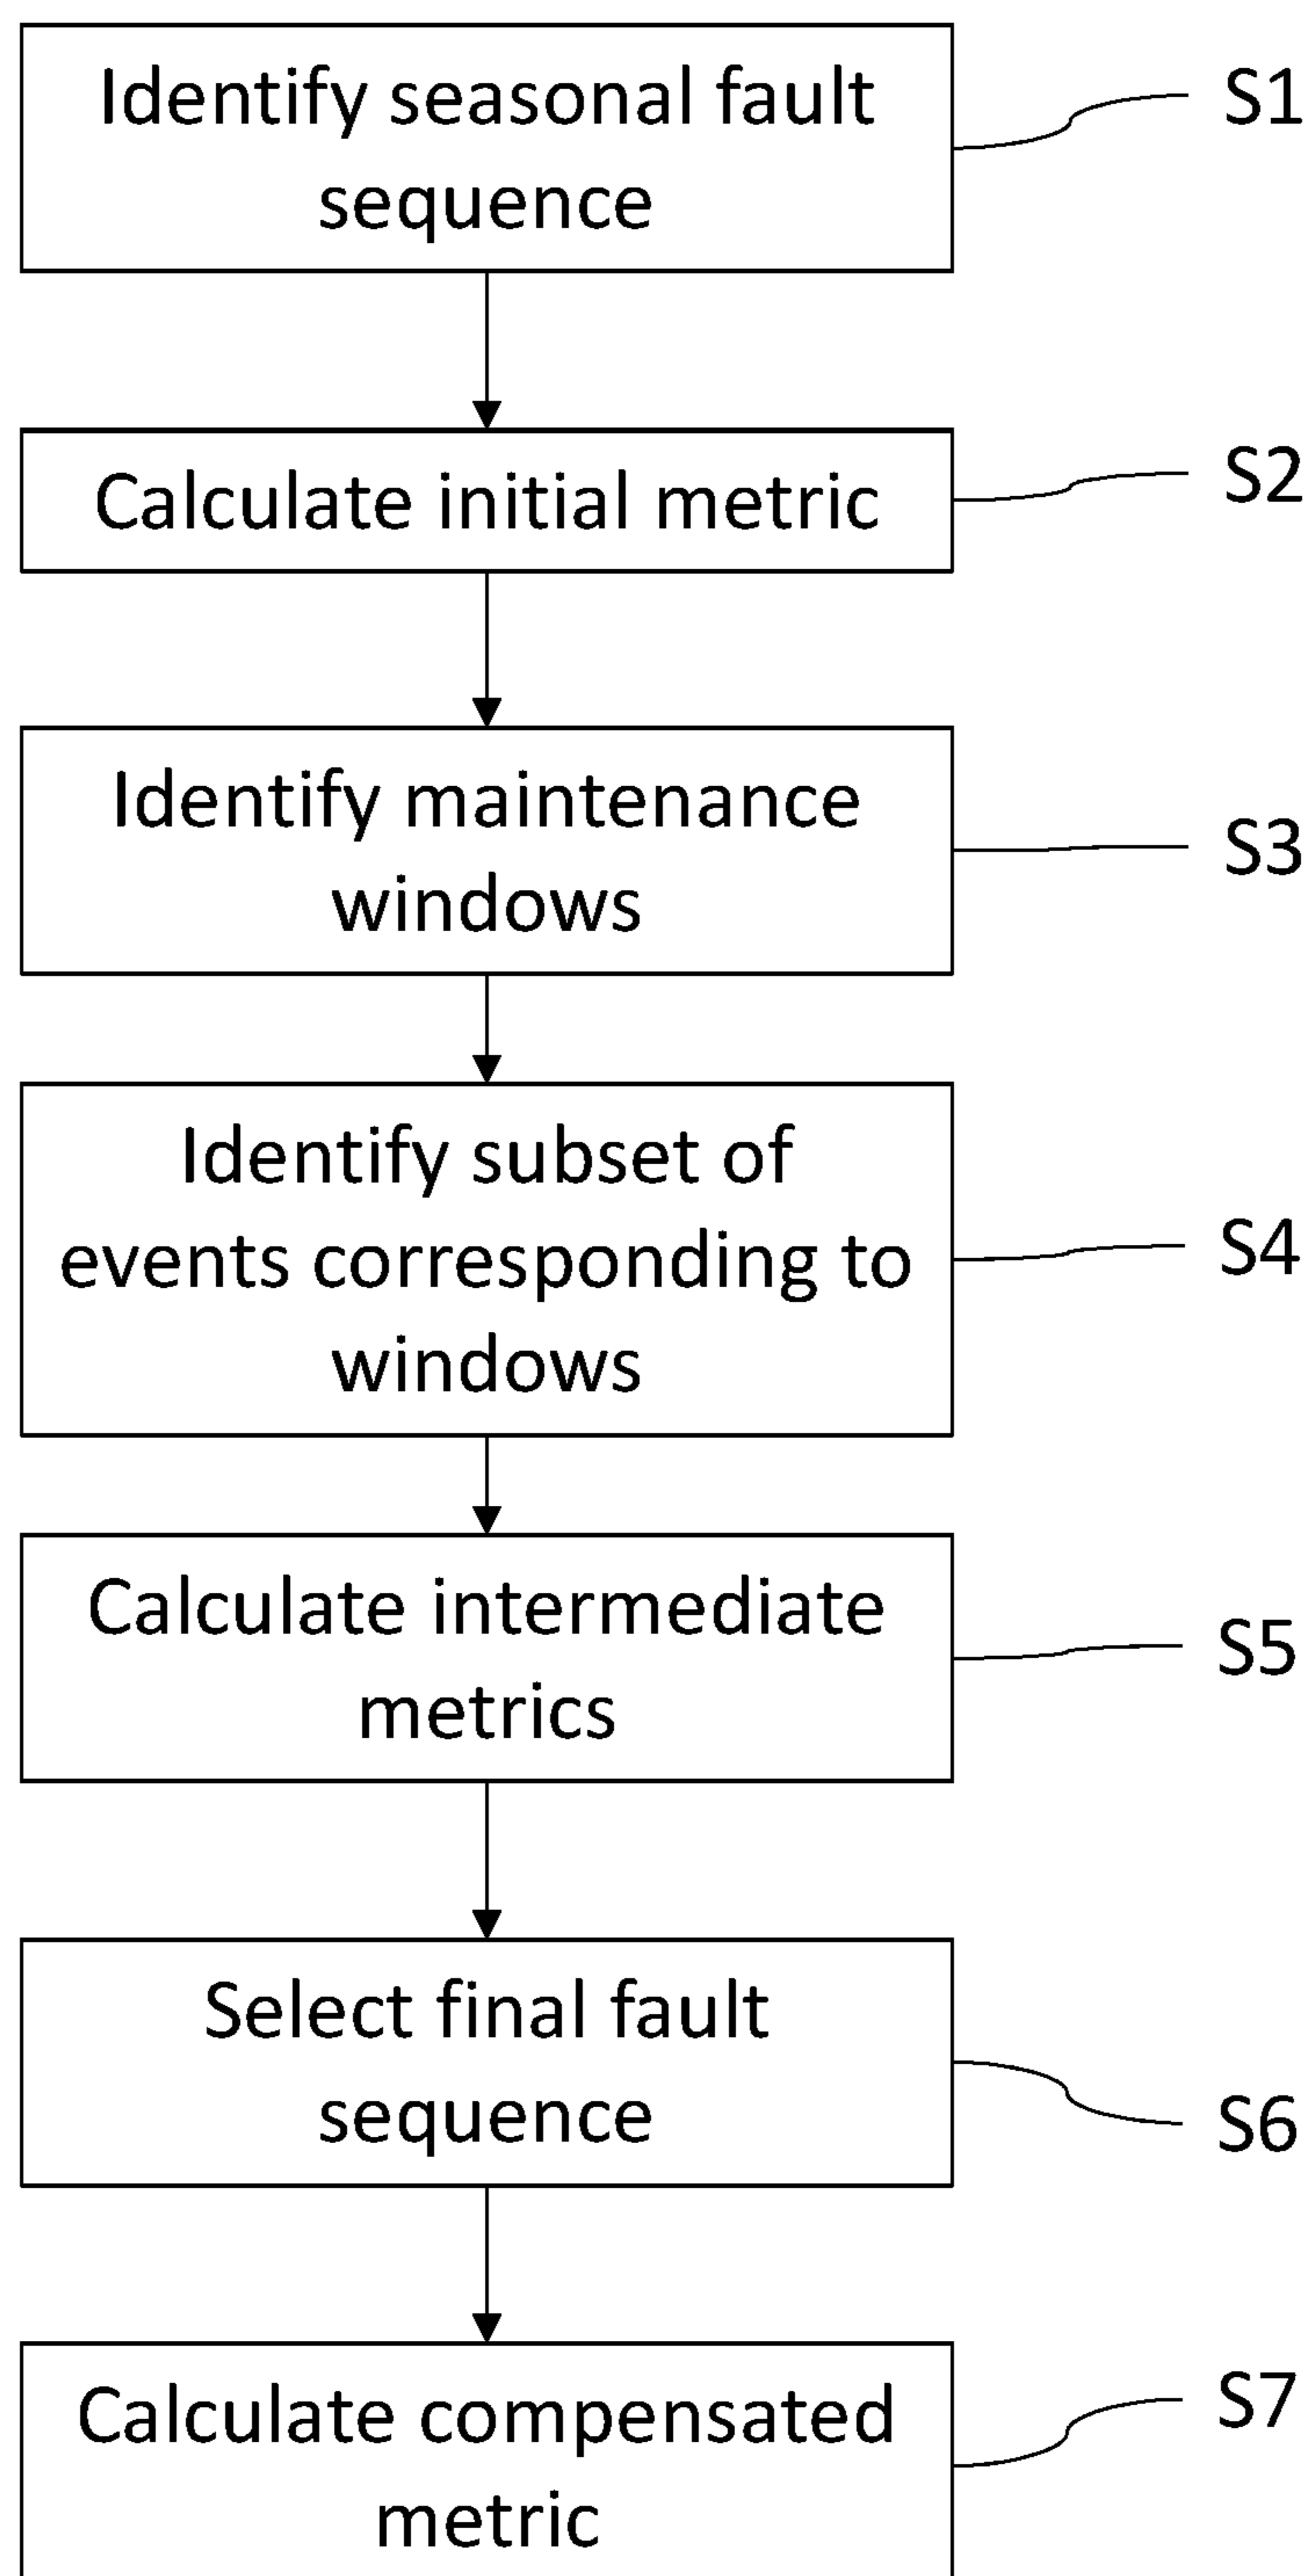 Identify seasonal fault
sequence
S1
Calculate initial metric
S2
Identify maintenance
windows
S3
Identify subset of
events corresponding to
windows
S4
Calculate intermediate
metrics
S5
Select final fault
sequence
S6
Calculate compensated
metric
S7